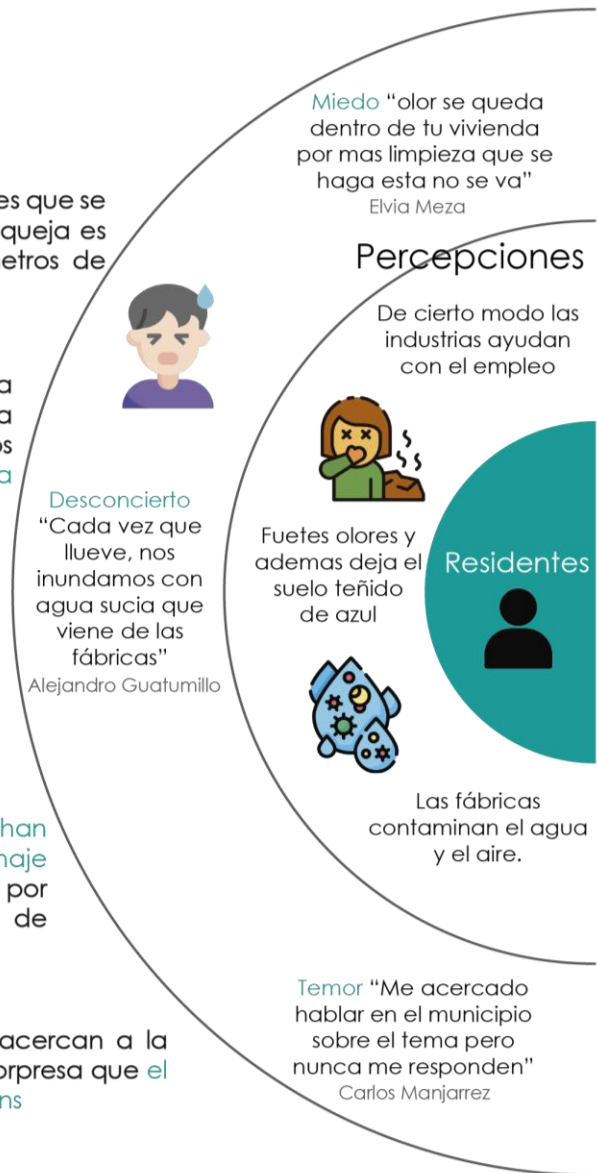 Miedo “olor se queda
dentro de tu vivienda
por mas limpieza que se
haga esta no se va”
Elvia Meza
es que se
queja es
etros de
Percepciones
De cierto modo las
industrias ayudan
con el empleo
a
a
os
a
Desconcierto
“Cada vez que
llueve, nos
inundamos con
agua sucia que
viene de las
fábricas”
Alejandro Guatumillo
Fuetes olores y
ademas deja el
suelo teñido
de azul
Residentes
Las fábricas
contaminan el agua
y el aire.
han
naje
por
de
Temor “Me acercado
hablar en el municipio
sobre el tema pero
nunca me responden”
Carlos Manjarrez
acercan a la
orpresa que el
ns